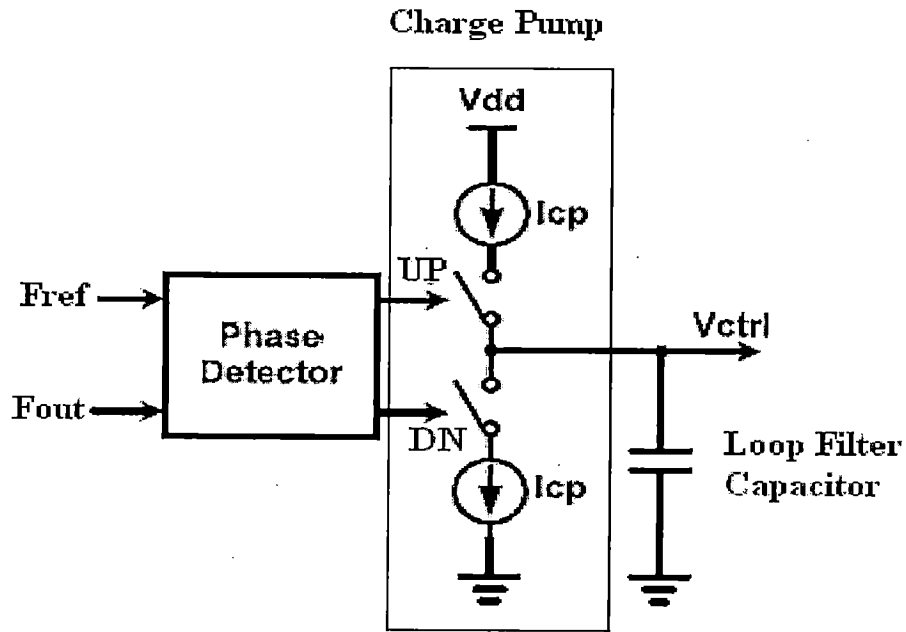 Charge Pump
Vdd
Icp
UP
Fref
Phase
Detector
Vctrl
Fout
DN
Loop Filter
Capacitor
Icp